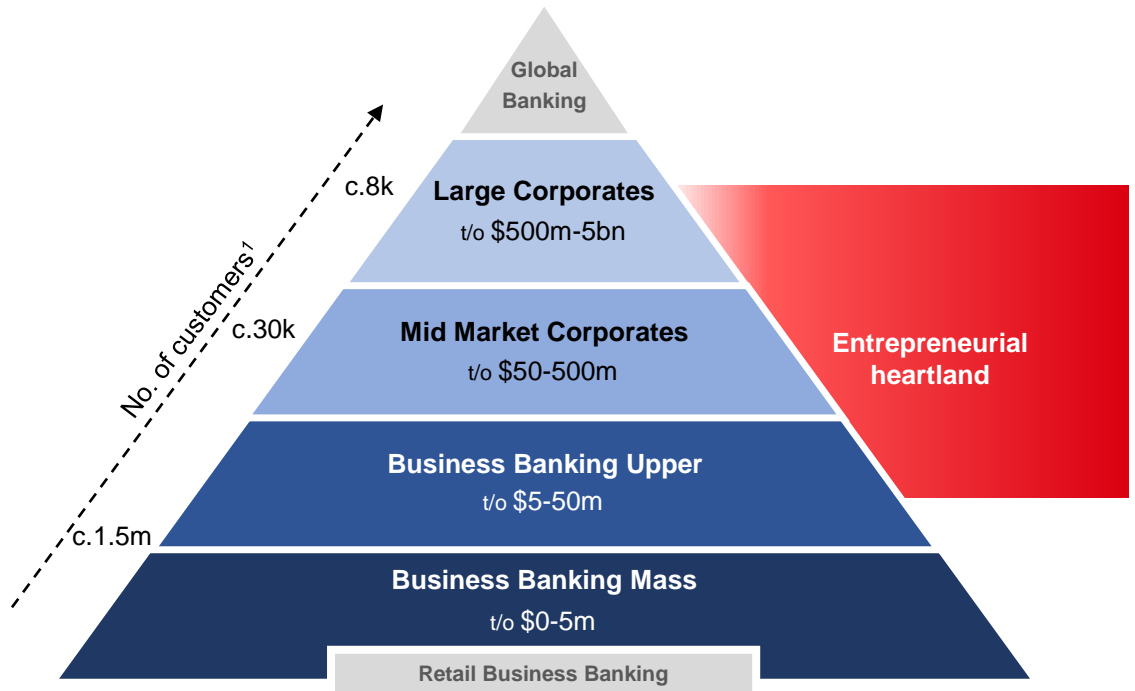 Global
Banking
c.8k
Large Corporates
t/o $500m-5bn
No. of customers1
c.30k
Mid Market Corporates
t/o $50-500m
Entrepreneurial
heartland
Business Banking Upper
t/o $5-50m
c.1.5m
Business Banking Mass
t/o $0-5m
Retail Business Banking